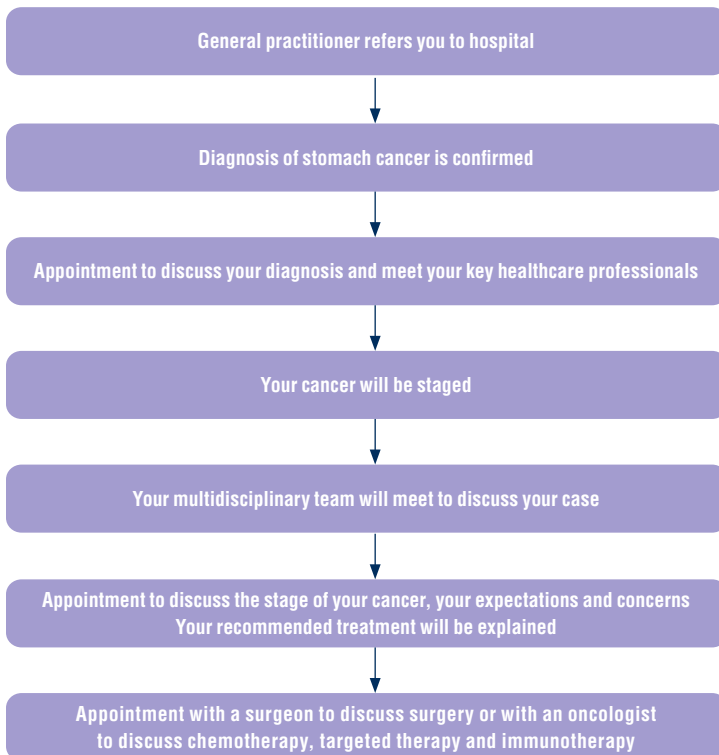 General practitioner refers you to hospital
Diagnosis of stomach cancer is confirmed
Appointment to discuss your diagnosis and meet your key healthcare professionals
Your cancer will be staged
Your multidisciplinary team will meet to discuss your case
Appointment to discuss the stage of your cancer, your expectations and concerns
Your recommended treatment will be explained
Appointment with a surgeon to discuss surgery or with an oncologist
to discuss chemotherapy, targeted therapy and immunotherapy